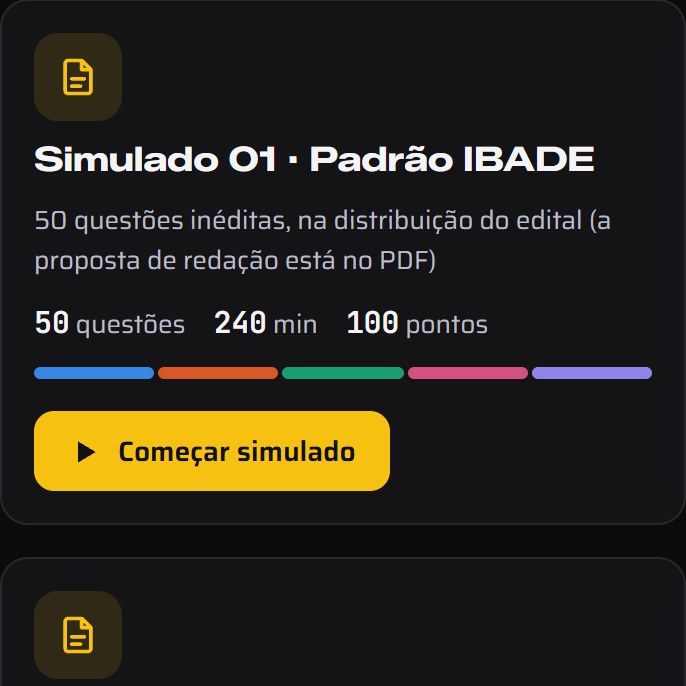 Simulado 01 · Padrão IBADE
50 questões inéditas, na distribuição do edital (a
proposta de redação está no PDF)
50 questões 240 min 100 pontos
Começar simulado